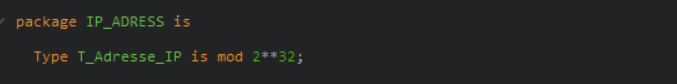 package IP_ADRESS is
Type T_Adresse_IP is mod 2**32;